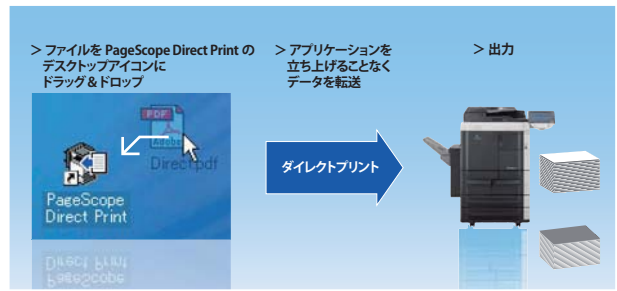 > ファイルを PageScope Direct Print の
デスクトップアイコンに
ドラッグ＆ドロップ
> アプリケーションを
立ち上げることなく
データを転送
> 出力
PDF
Adobe
Direct.pdf
PageScope
Direct Print
ダイレクトプリント